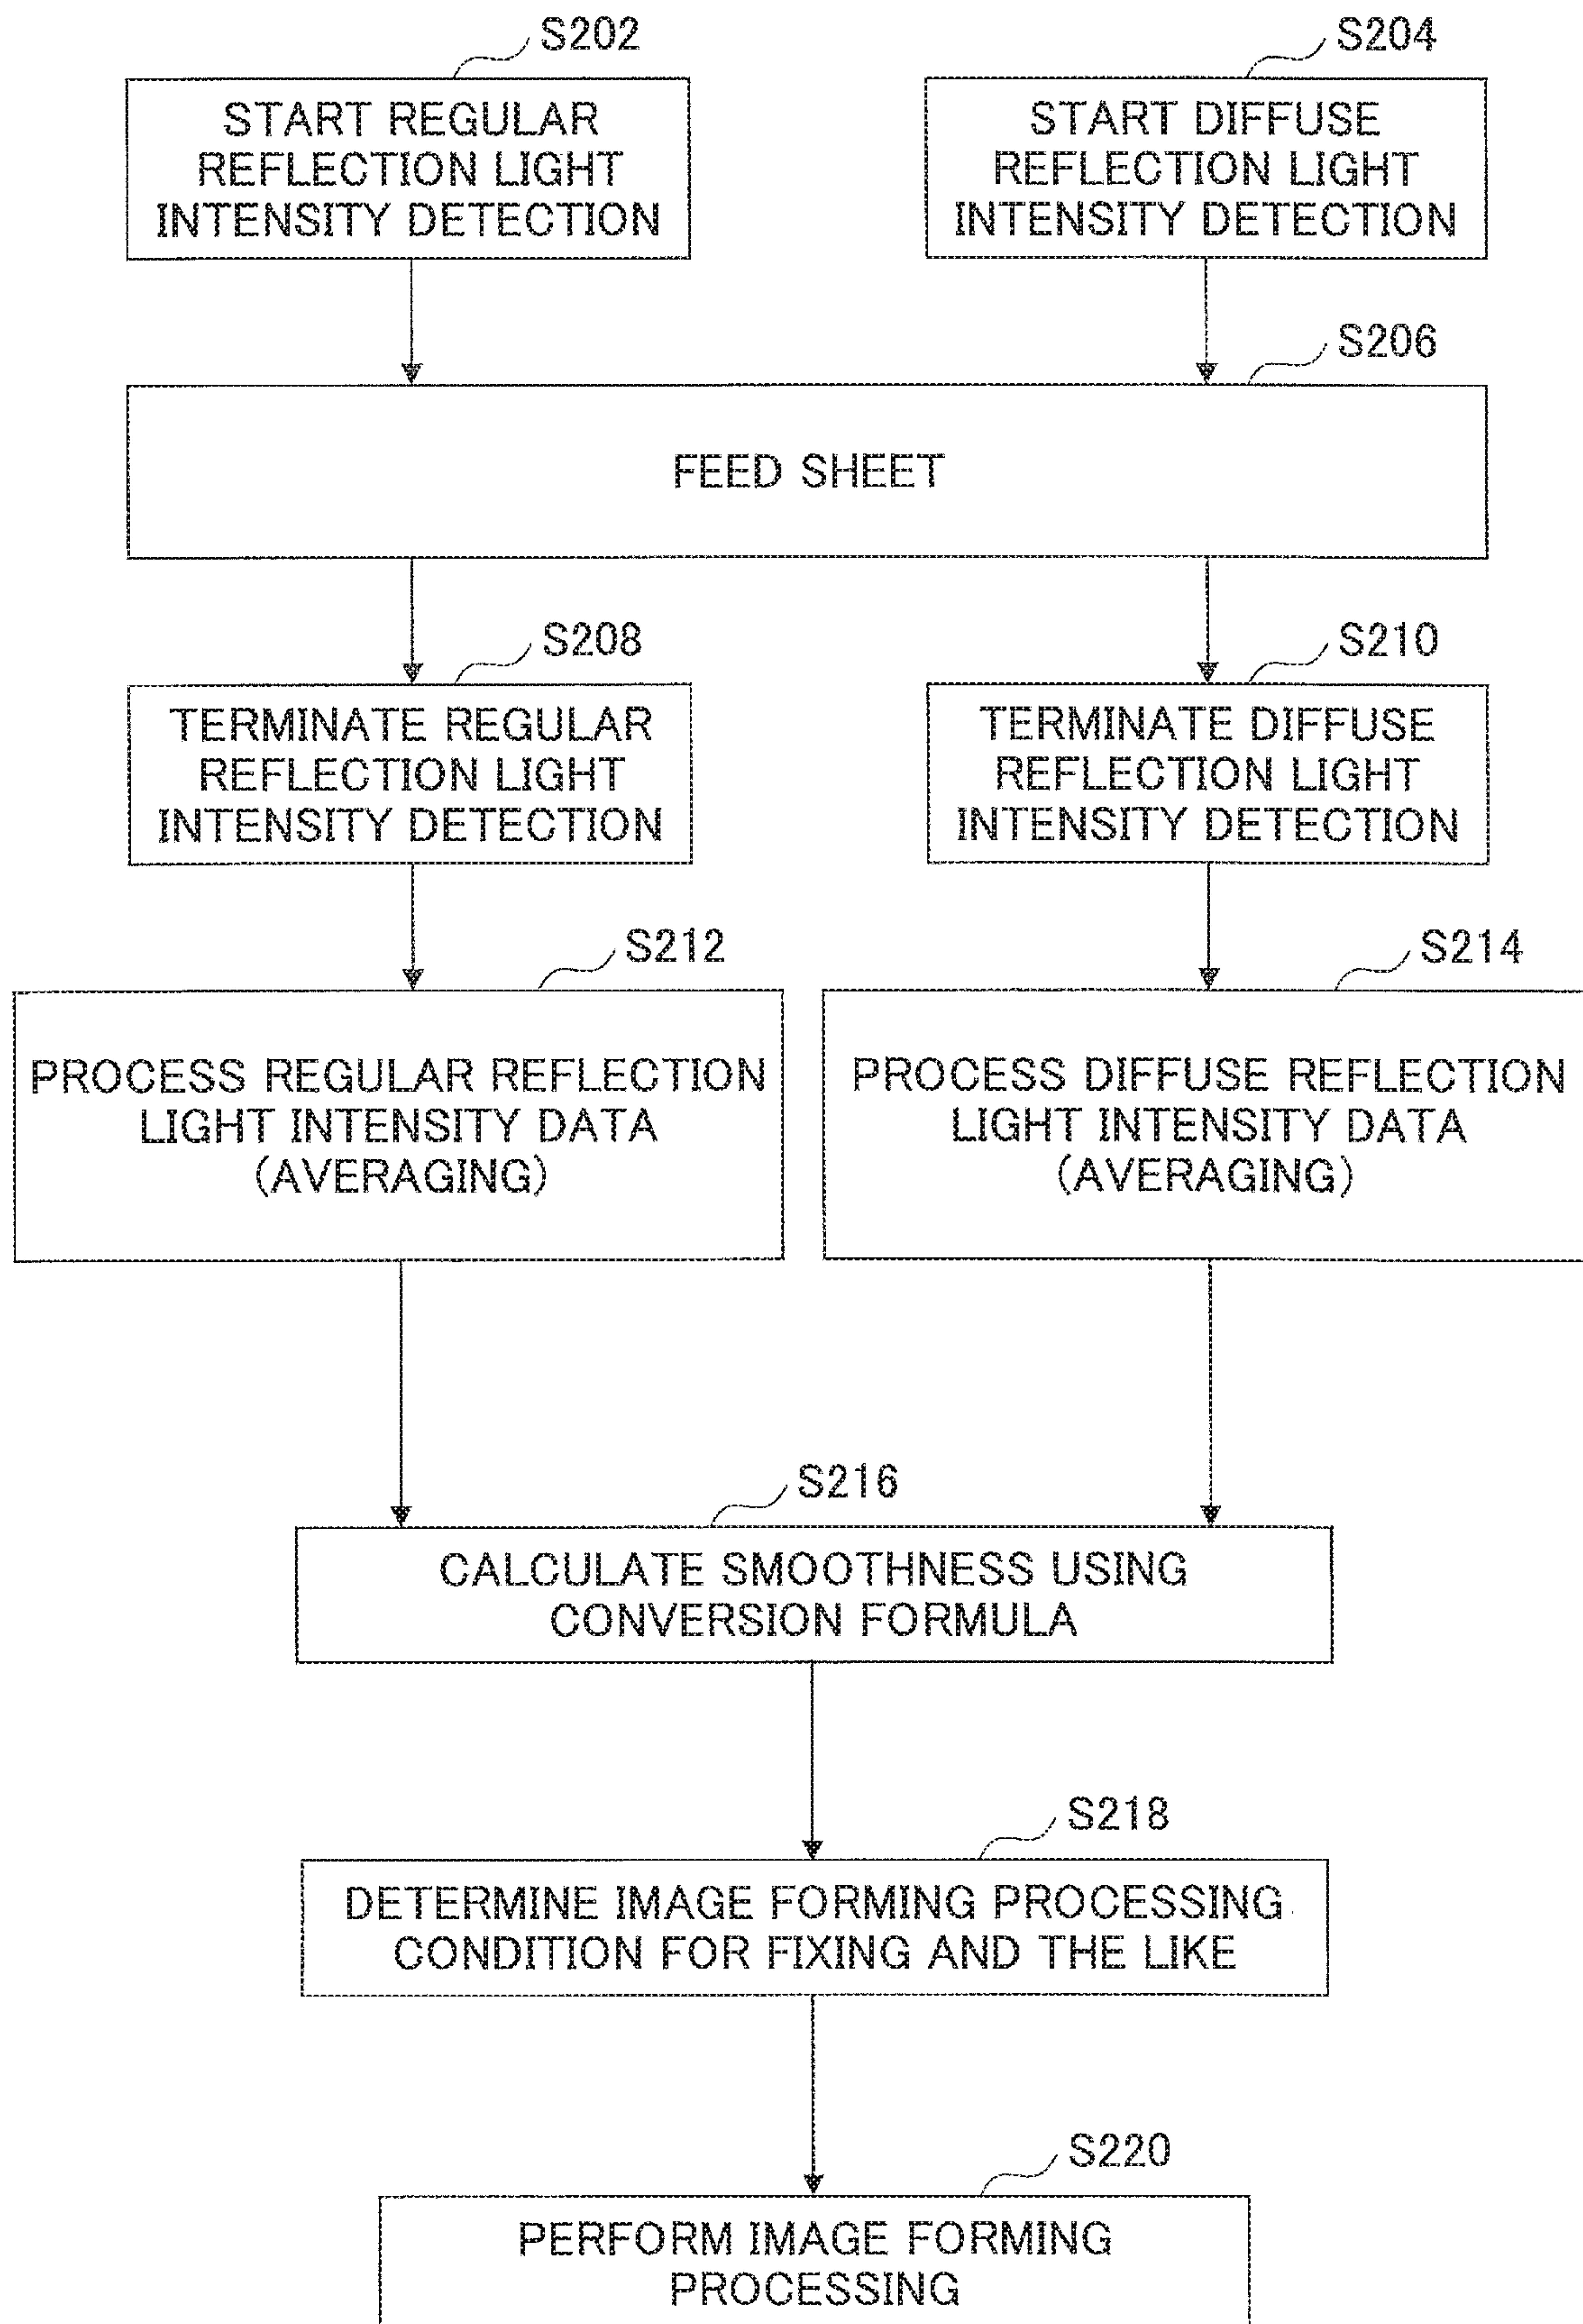 S202
START REGULAR
REFLECTION LIGHT
INTENSITY DETECTION
S204
START DIFFUSE
REFLECTION LIGHT
INTENSITY DETECTION
S206
FEED SHEET
S208
TERMINATE REGULAR
REFLECTION LIGHT
INTENSITY DETECTION
S210
TERMINATE DIFFUSE
REFLECTION LIGHT
INTENSITY DETECTION
S212
PROCESS REGULAR REFLECTION
LIGHT INTENSITY DATA
(AVERAGING)
S214
PROCESS DIFFUSE REFLECTION
LIGHT INTENSITY DATA
(AVERAGING)
S216
CALCULATE SMOOTHNESS USING
CONVERSION FORMULA
S218
DETERMINE IMAGE FORMING PROCESSING
CONDITION FOR FIXING AND THE LIKE
S220
PERFORM IMAGE FORMING
PROCESSING